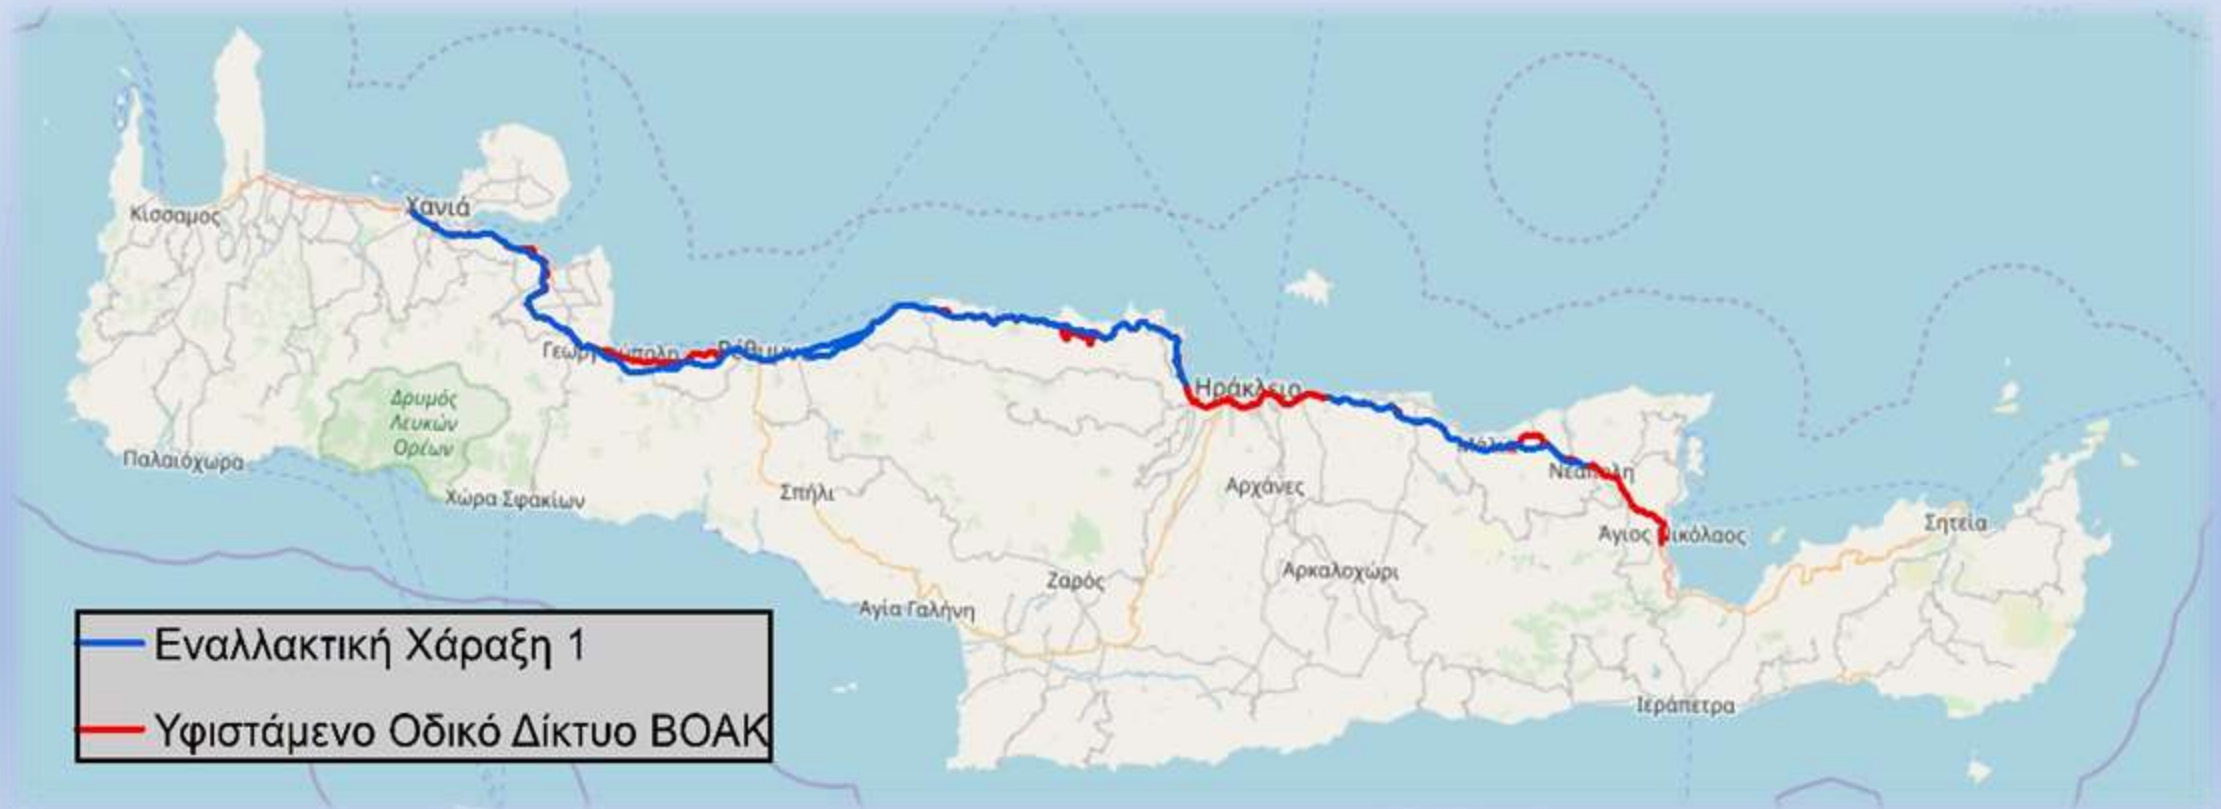 Χανιά
Κίσσαμος
Ηράκλειο
Δρυμός
Λευκών
Ορέων
Παλαιόχωρα
Χώρα Σφακίων
Σπήλι
Αρχάνες
Νεάπολη
Άγιος Νικόλαος
Σητεία
Ζαρός
Αρκαλοχώρι
Αγία Γαλήνη
Ιεράπετρα
Εναλλακτική Χάραξη 1
Υφιστάμενο Οδικό Δίκτυο ΒΟΑΚ